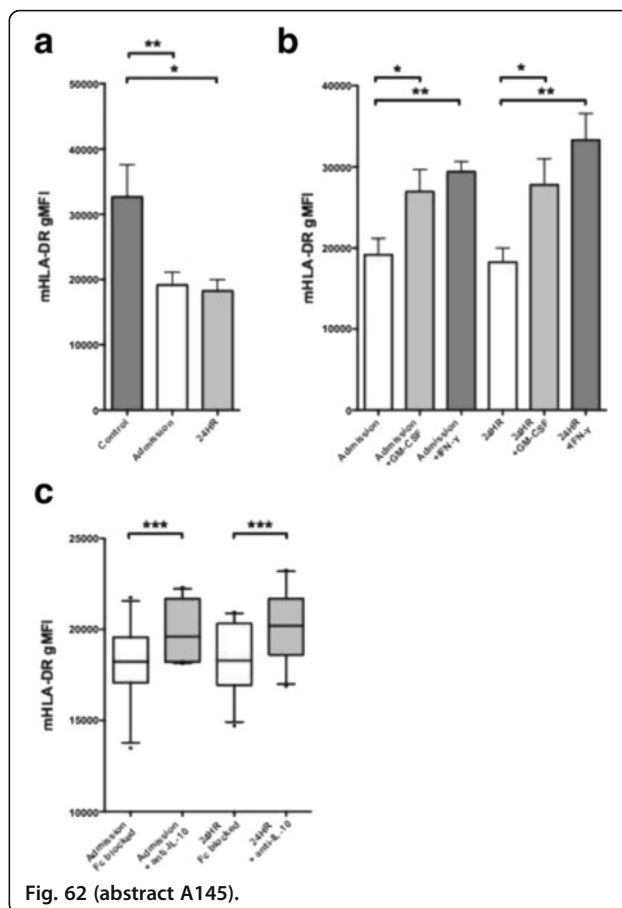 a
**
*
50000
40000
30000
20000
10000
0
mHLA-DR gMFI
Control
Admission
24HR
b
*
**
*
**
40000
30000
20000
10000
0
mHLA-DR gMFI
Admission
Admission
+GM-CSF
Admission
+IFN-γ
24HR
24HR
+GM-CSF
24HR
+IFN-γ
c
***
***
25000
20000
15000
10000
mHLA-DR gMFI
Admission
Fc blocked
Admission
+ anti-IL-10
24HR
Fc blocked
24HR
+ anti-IL-10
Fig. 62 (abstract A145).